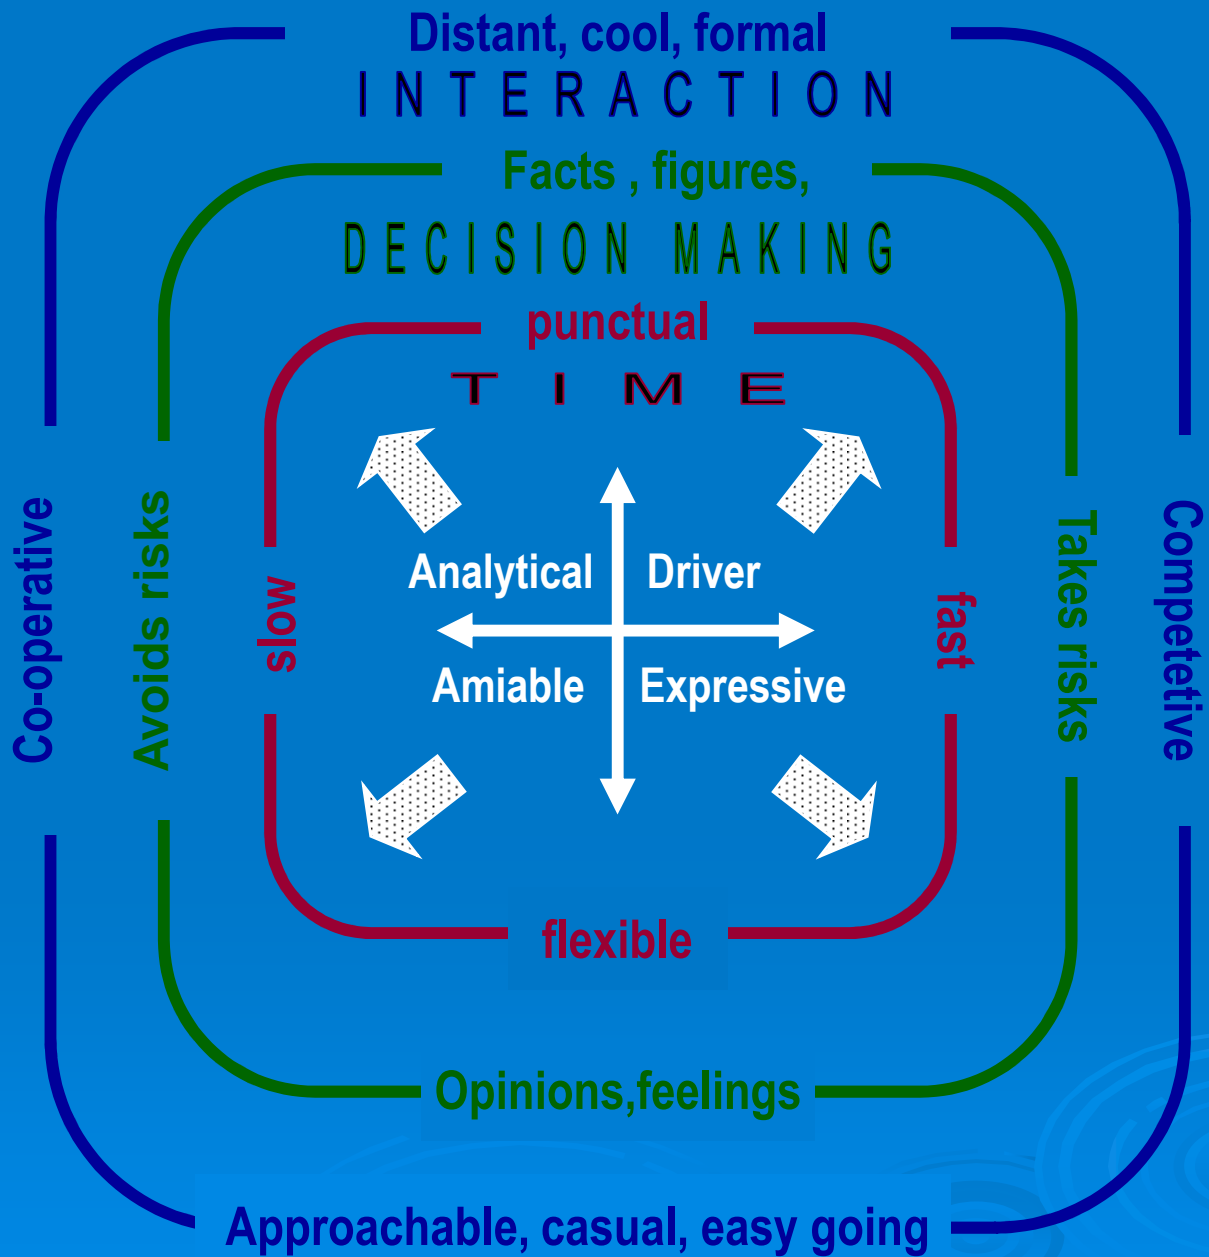 Distant, cool, formal
INTERACTION
Facts , figures,
DECISION MAKING
punctual
TIME
Co-operative
Avoids risks
slow
Analytical
Driver
Amiable
Expressive
fast
Takes risks
Competetive
flexible
Opinions,feelings
Approachable, casual, easy going